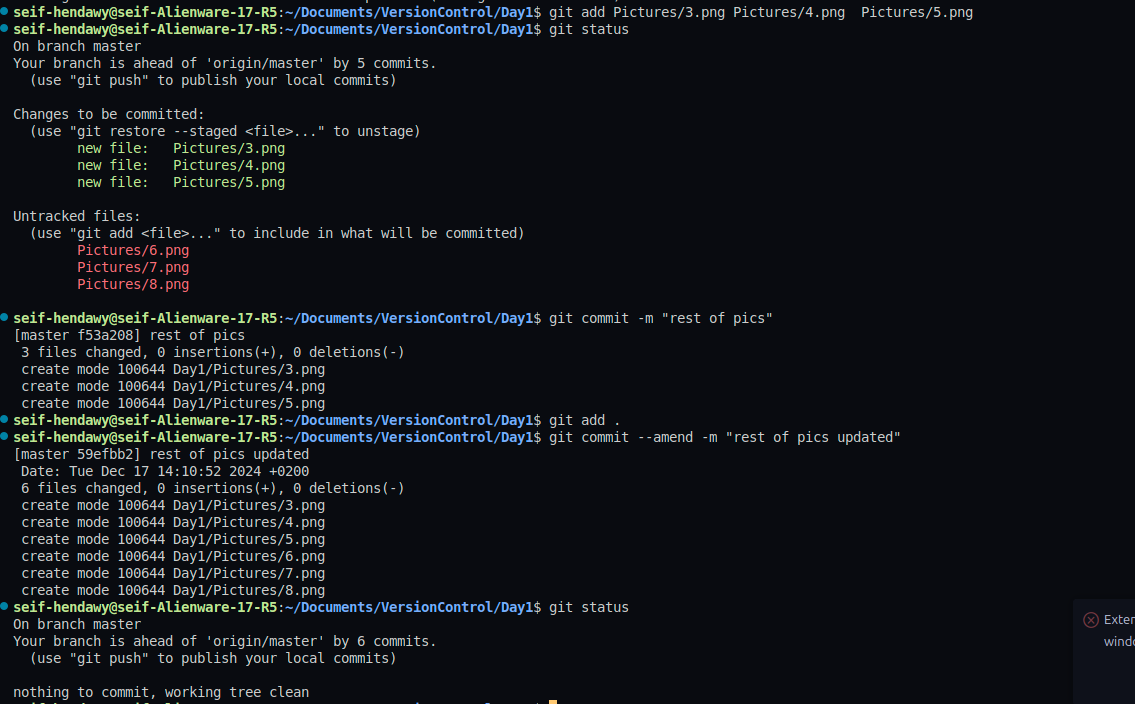 seif-hendawy@seif-Alienware-17-R5:~/Documents/VersionControl/Day1$ git add Pictures/3.png Pictures/4.png  Pictures/5.png
seif-hendawy@seif-Alienware-17-R5:~/Documents/VersionControl/Day1$ git status
On branch master
Your branch is ahead of 'origin/master' by 5 commits.
  (use "git push" to publish your local commits)

Changes to be committed:
  (use "git restore --staged <file>..." to unstage)
        new file:   Pictures/3.png
        new file:   Pictures/4.png
        new file:   Pictures/5.png

Untracked files:
  (use "git add <file>..." to include in what will be committed)
        Pictures/6.png
        Pictures/7.png
        Pictures/8.png

seif-hendawy@seif-Alienware-17-R5:~/Documents/VersionControl/Day1$ git commit -m "rest of pics"
[master f53a208] rest of pics
 3 files changed, 0 insertions(+), 0 deletions(-)
 create mode 100644 Day1/Pictures/3.png
 create mode 100644 Day1/Pictures/4.png
 create mode 100644 Day1/Pictures/5.png
seif-hendawy@seif-Alienware-17-R5:~/Documents/VersionControl/Day1$ git add .
seif-hendawy@seif-Alienware-17-R5:~/Documents/VersionControl/Day1$ git commit --amend -m "rest of pics updated"
[master 59efbb2] rest of pics updated
 Date: Tue Dec 17 14:10:52 2024 +0200
 6 files changed, 0 insertions(+), 0 deletions(-)
 create mode 100644 Day1/Pictures/3.png
 create mode 100644 Day1/Pictures/4.png
 create mode 100644 Day1/Pictures/5.png
 create mode 100644 Day1/Pictures/6.png
 create mode 100644 Day1/Pictures/7.png
 create mode 100644 Day1/Pictures/8.png
seif-hendawy@seif-Alienware-17-R5:~/Documents/VersionControl/Day1$ git status
On branch master
Your branch is ahead of 'origin/master' by 6 commits.
  (use "git push" to publish your local commits)

nothing to commit, working tree clean
Exter
windo